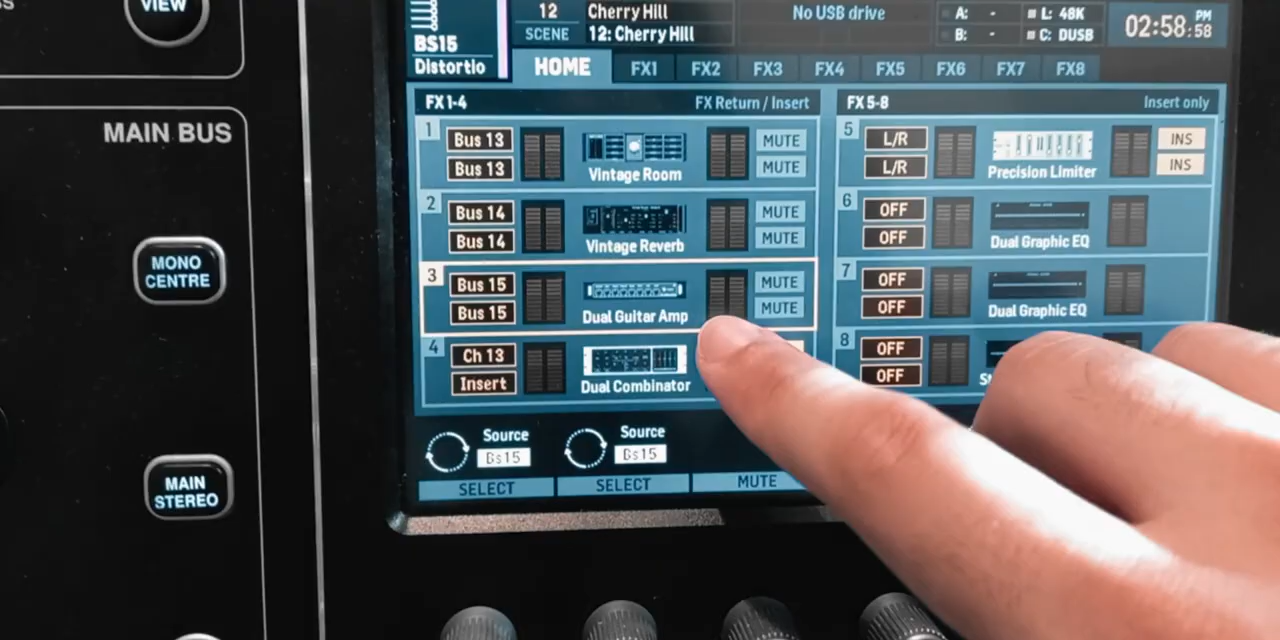 VIEW
MAIN BUS
MONO
CENTRE
MAIN
STEREO
BS15
Distortio
12
SCENE
Cherry Hill
12: Cherry Hill
No USB drive
A: -
B: -
L: 48K
C: DUSB
02:58:58 PM
HOME
FX1
FX2
FX3
FX4
FX5
FX6
FX7
FX8
FX 1-4
FX Return / Insert
1
Bus 13
Bus 13
Vintage Room
MUTE
MUTE
2
Bus 14
Bus 14
Vintage Reverb
MUTE
MUTE
3
Bus 15
Bus 15
Dual Guitar Amp
MUTE
MUTE
4
Ch 13
Insert
Dual Combinator
FX 5-8
Insert only
5
L/R
L/R
Precision Limiter
INS
INS
6
OFF
OFF
Dual Graphic EQ
7
OFF
OFF
Dual Graphic EQ
8
OFF
OFF
Source
Bs15
SELECT
Source
Bs15
SELECT
MUTE